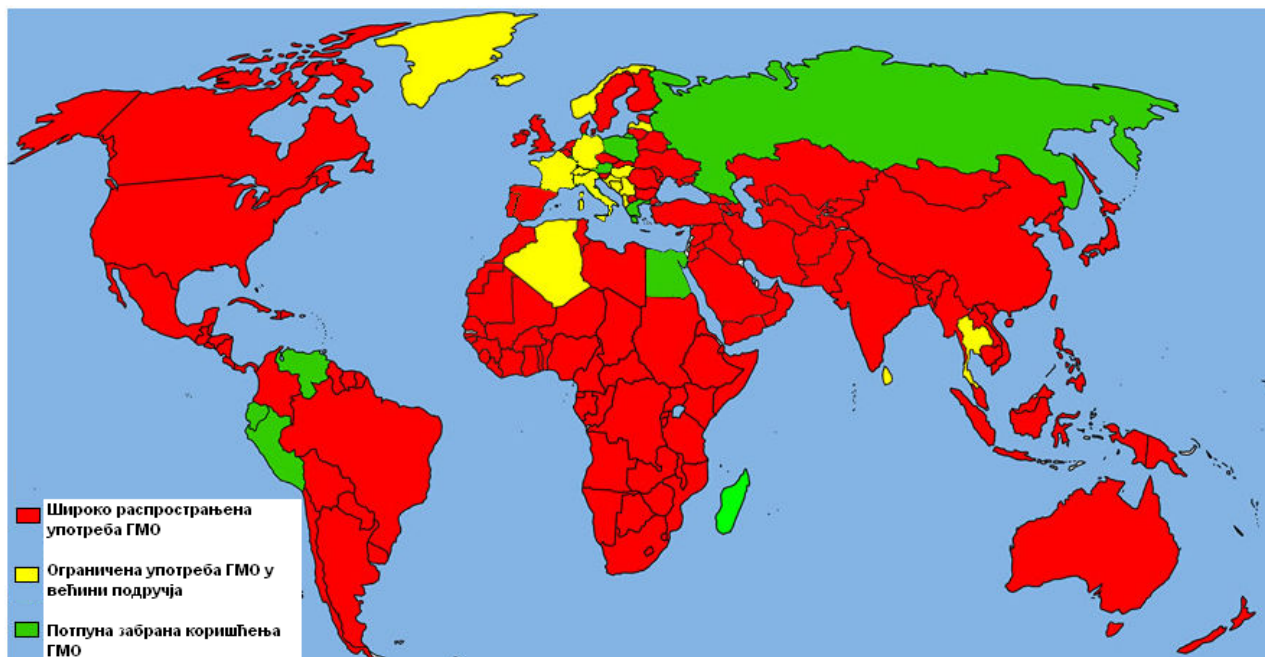 Широко распрострањена
употреба ГМО
Ограничена употреба ГМО у
већини подручја
Потпуна забрана коришћења
ГМО